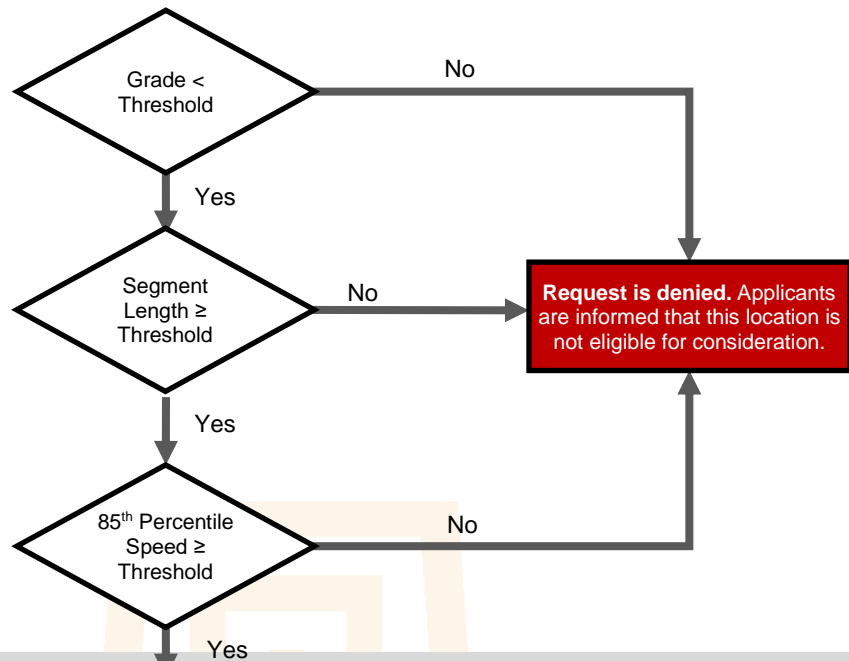 Grade <
Threshold
No
Yes
Segment
Length ≥
Threshold
No
Request is denied. Applicants
are informed that this location is
not eligible for consideration.
Yes
85th Percentile
Speed ≥
Threshold
No
Yes